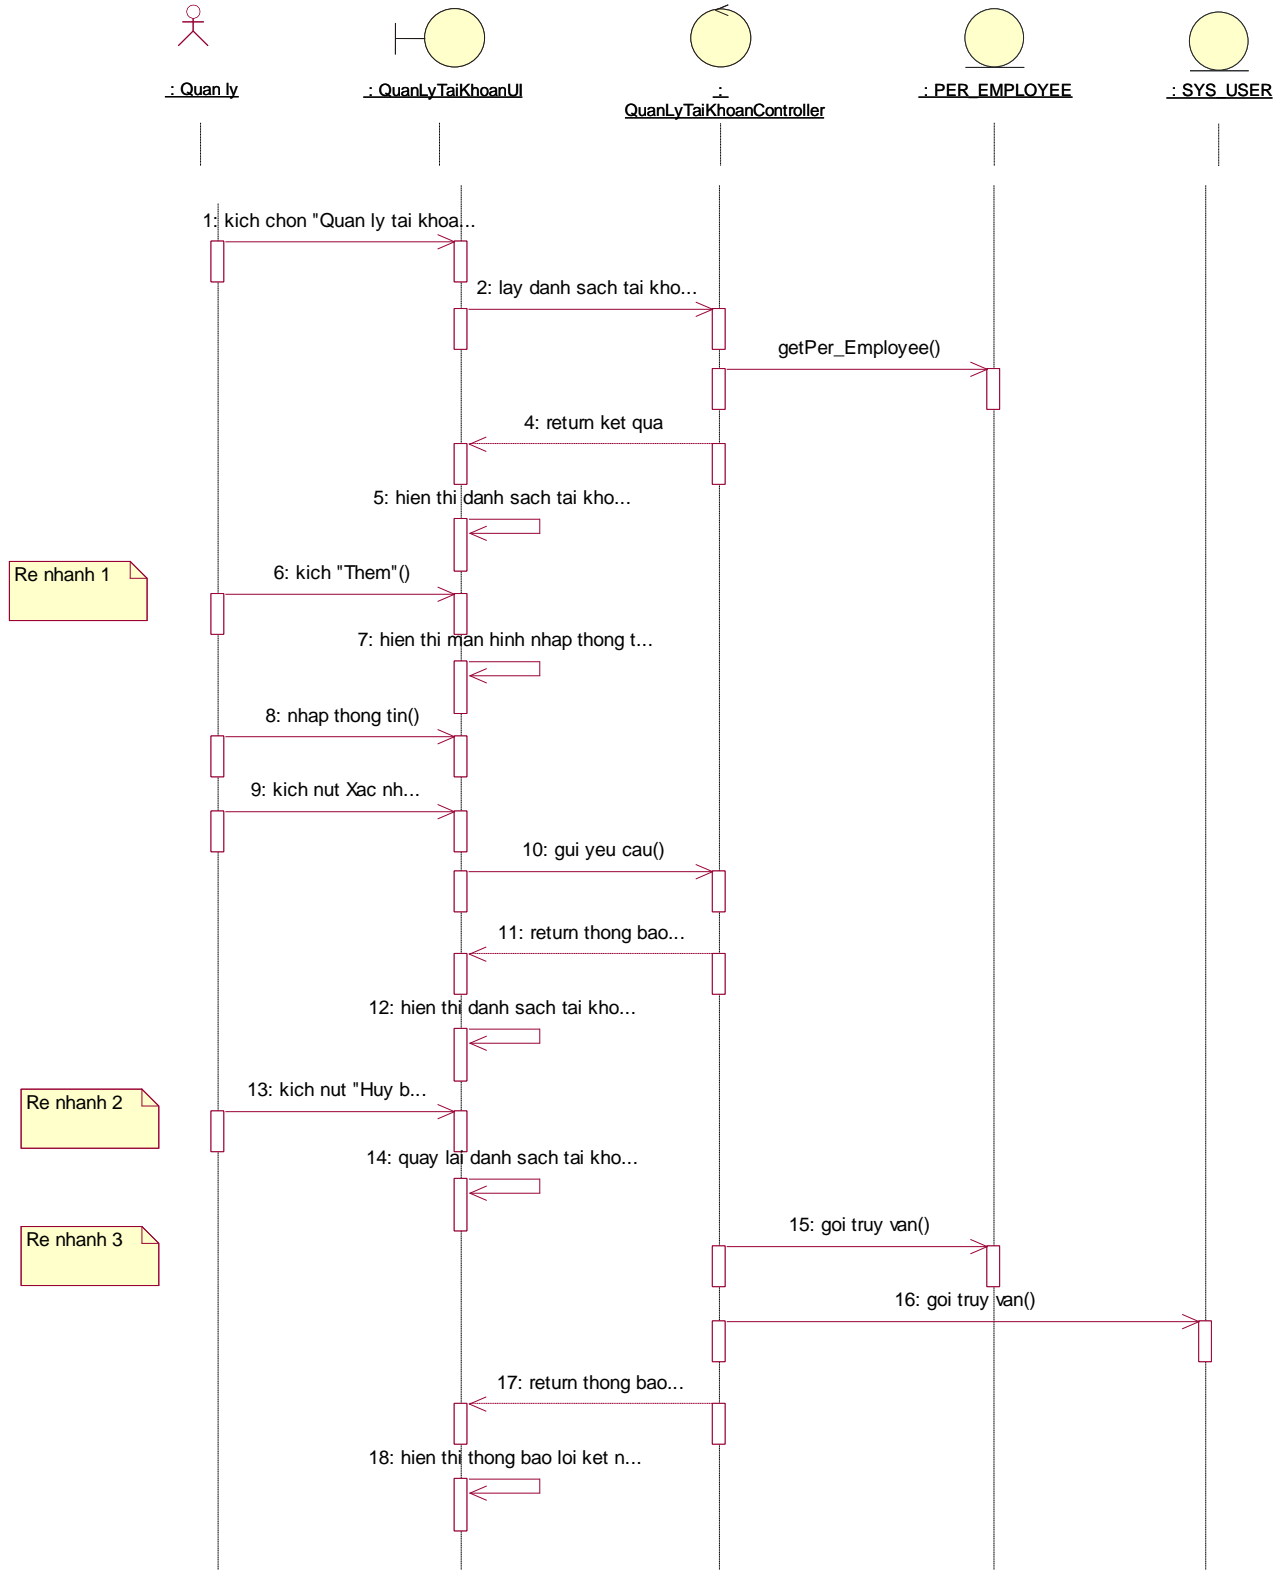 : Quan ly
: QuanLyTaiKhoanUI
:
QuanLyTaiKhoanController
: PER_EMPLOYEE
: SYS_USER
1: kich chon "Quan ly tai khoa...
2: lay danh sach tai kho...
getPer_Employee()
4: return ket qua
5: hien thi danh sach tai kho...
Re nhanh 1
6: kich "Them"()
7: hien thi man hinh nhap thong t...
8: nhap thong tin()
9: kich nut Xac nh...
10: gui yeu cau()
11: return thong bao...
12: hien thi danh sach tai kho...
Re nhanh 2
13: kich nut "Huy b...
14: quay lai danh sach tai kho...
Re nhanh 3
15: goi truy van()
16: goi truy van()
17: return thong bao...
18: hien thi thong bao loi ket n...